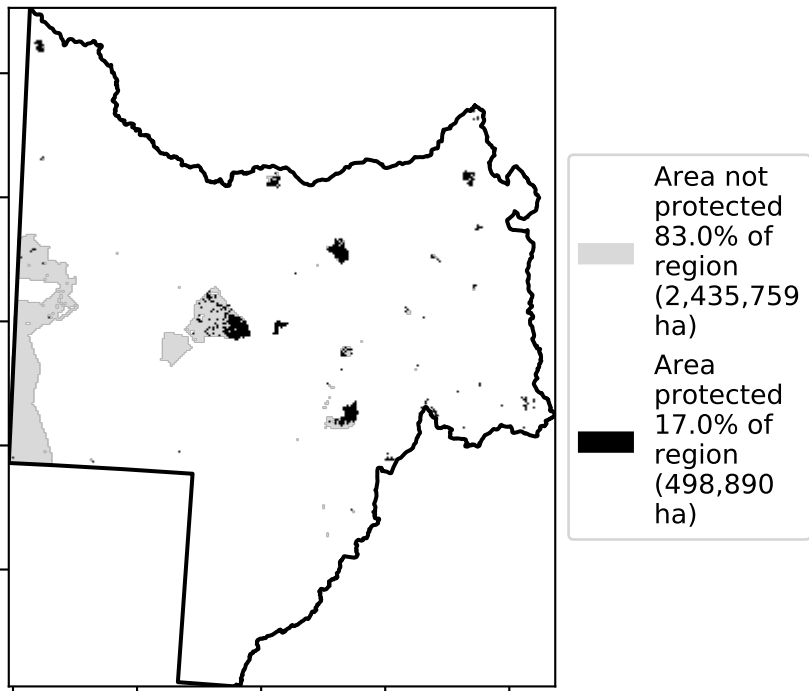 Area not
protected
83.0% of
region
(2,435,759
ha)
Area
protected
17.0% of
region
(498,890
ha)